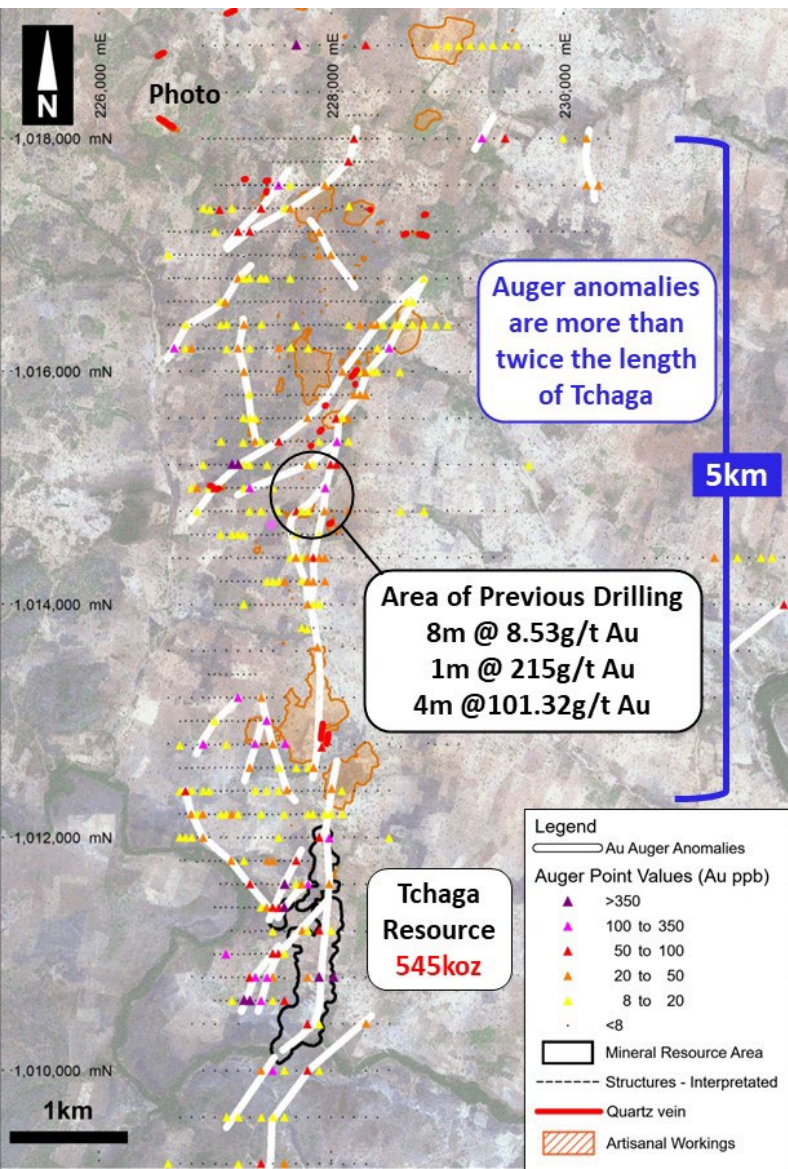 N
226,000 mE
228,000 mE
230,000 mE
Photo
1,018,000 mN
Auger anomalies
are more than
twice the length
of Tchaga
1,016,000 mN
5km
Area of Previous Drilling
8m @ 8.53g/t Au
1m @ 215g/t Au
4m @101.32g/t Au
1,014,000 mN
1,012,000 mN
Tchaga
Resource
545koz
1,010,000 mN
1km
Legend
Au Auger Anomalies
Auger Point Values (Au ppb)
>350
100 to 350
50 to 100
20 to 50
8 to 20
<8
Mineral Resource Area
Structures - Interpretated
Quartz vein
Artisanal Workings